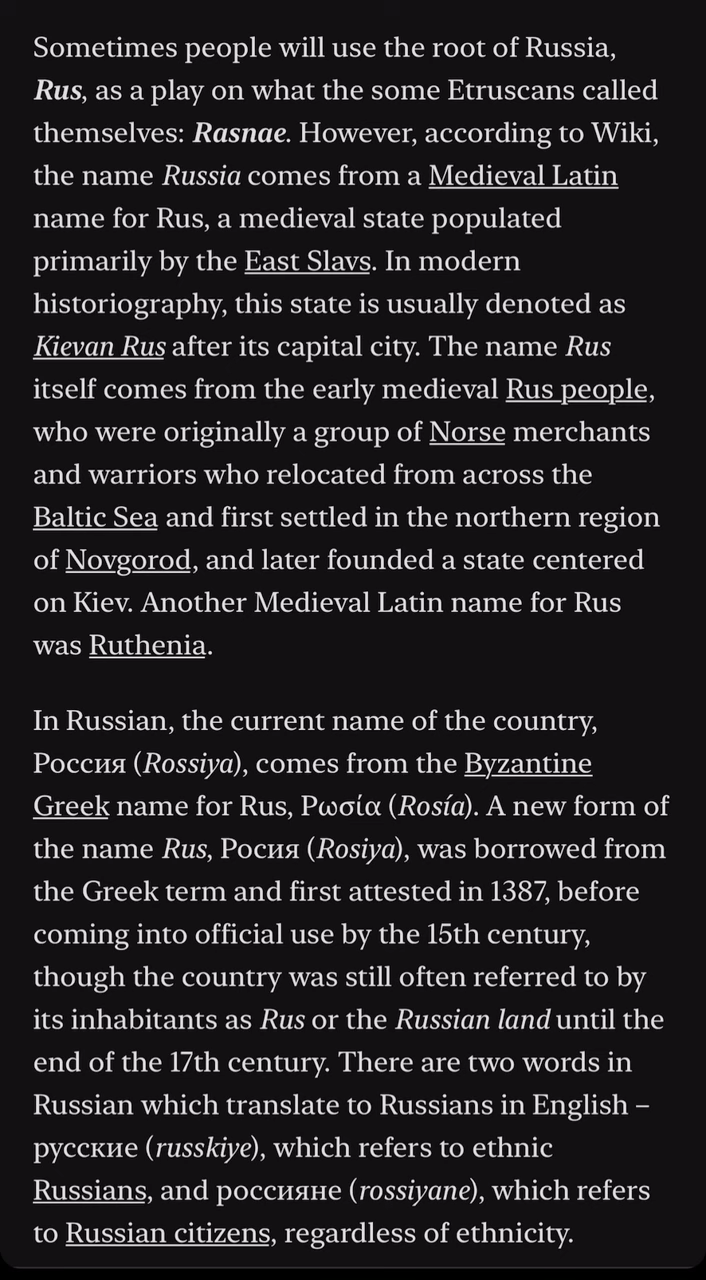 Sometimes people will use the root of Russia,
Rus, as a play on what the some Etruscans called
themselves: Rasnae. However, according to Wiki,
the name Russia comes from a Medieval Latin
name for Rus, a medieval state populated
primarily by the East Slavs. In modern
historiography, this state is usually denoted as
Kievan Rus after its capital city. The name Rus
itself comes from the early medieval Rus people,
who were originally a group of Norse merchants
and warriors who relocated from across the
Baltic Sea and first settled in the northern region
of Novgorod, and later founded a state centered
on Kiev. Another Medieval Latin name for Rus
was Ruthenia.
In Russian, the current name of the country,
Россия (Rossiya), comes from the Byzantine
Greek name for Rus, Ρωσία (Rosía). A new form of
the name Rus, Росия (Rosiya), was borrowed from
the Greek term and first attested in 1387, before
coming into official use by the 15th century,
though the country was still often referred to by
its inhabitants as Rus or the Russian land until the
end of the 17th century. There are two words in
Russian which translate to Russians in English –
русские (russkiye), which refers to ethnic
Russians, and россияне (rossiyane), which refers
to Russian citizens, regardless of ethnicity.